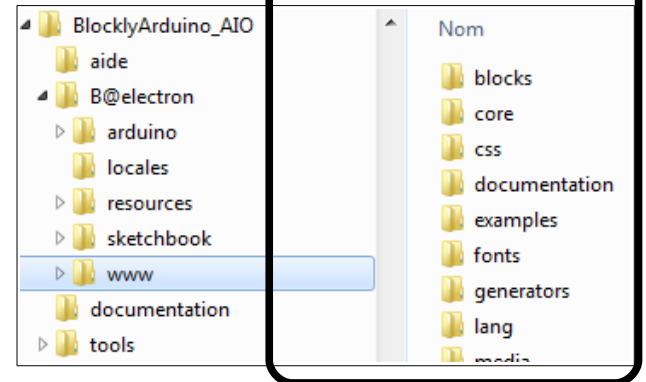 BlocklyArduino_AIO
aide
B@electron
arduino
locales
resources
sketchbook
www
documentation
tools
Nom
blocks
core
css
documentation
examples
fonts
generators
lang
media